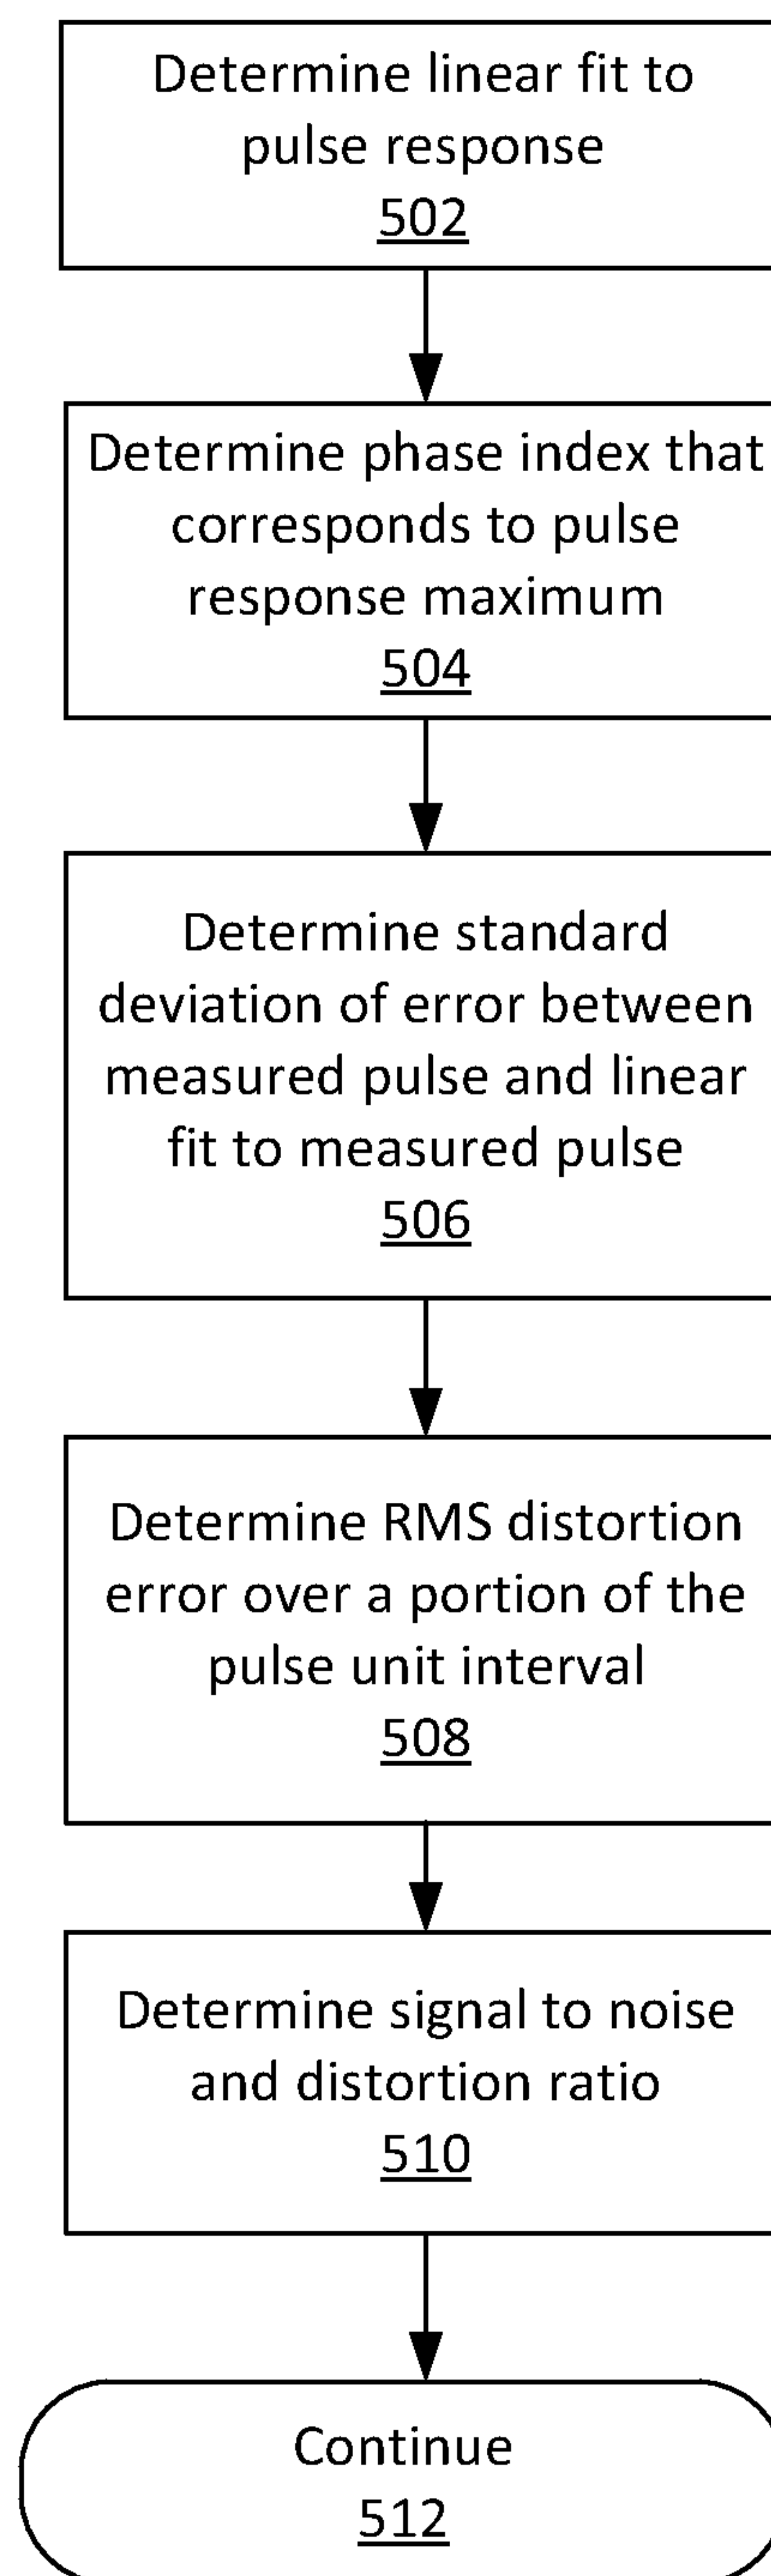 Determine linear fit to
pulse response
502
Determine phase index that
corresponds to pulse
response maximum
504
Determine standard
deviation of error between
measured pulse and linear
fit to measured pulse
506
Determine RMS distortion
error over a portion of the
pulse unit interval
508
Determine signal to noise
and distortion ratio
510
Continue
512